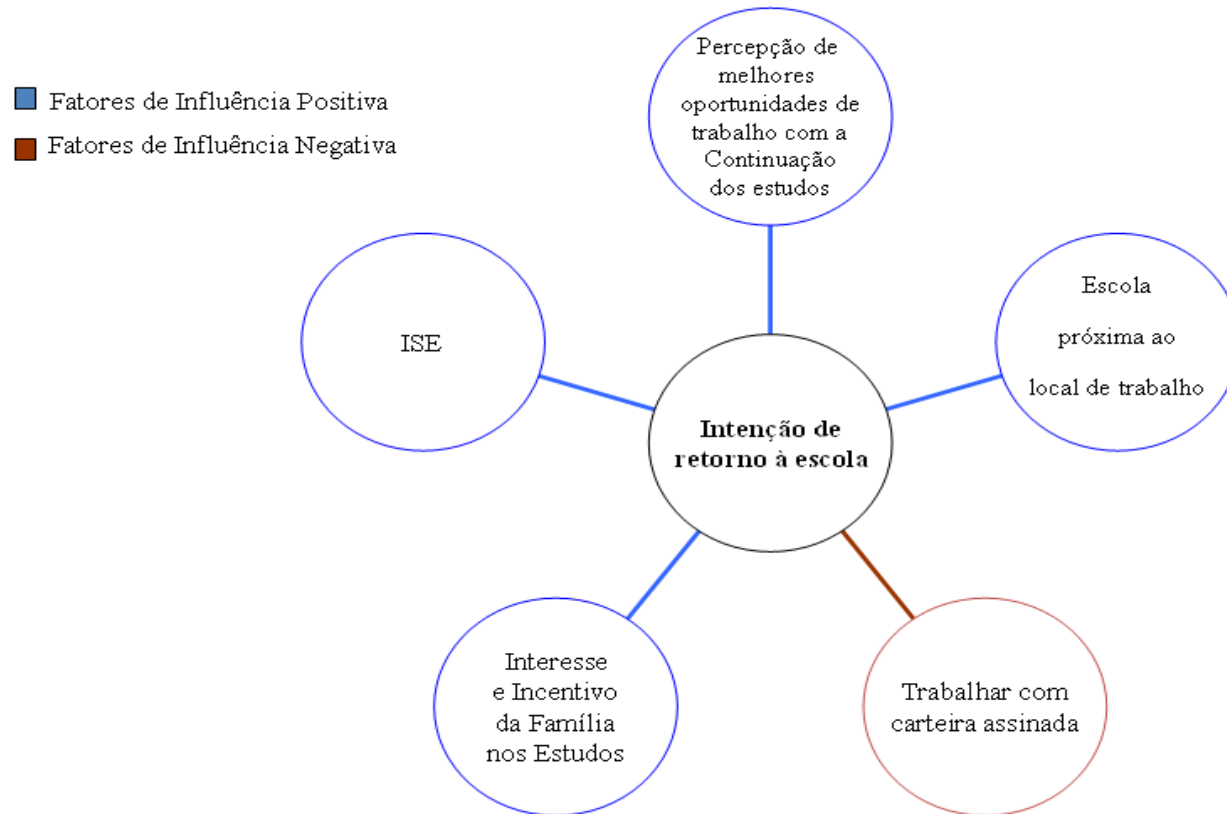 Fatores de Influência Positiva
Fatores de Influência Negativa
Percepção de
melhores
oportunidades de
trabalho com a
Continuação
dos estudos
ISE
Escola
próxima ao
local de trabalho
Intenção de
retorno à escola
Interesse
e Incentivo
da Família
nos Estudos
Trabalhar com
carteira assinada